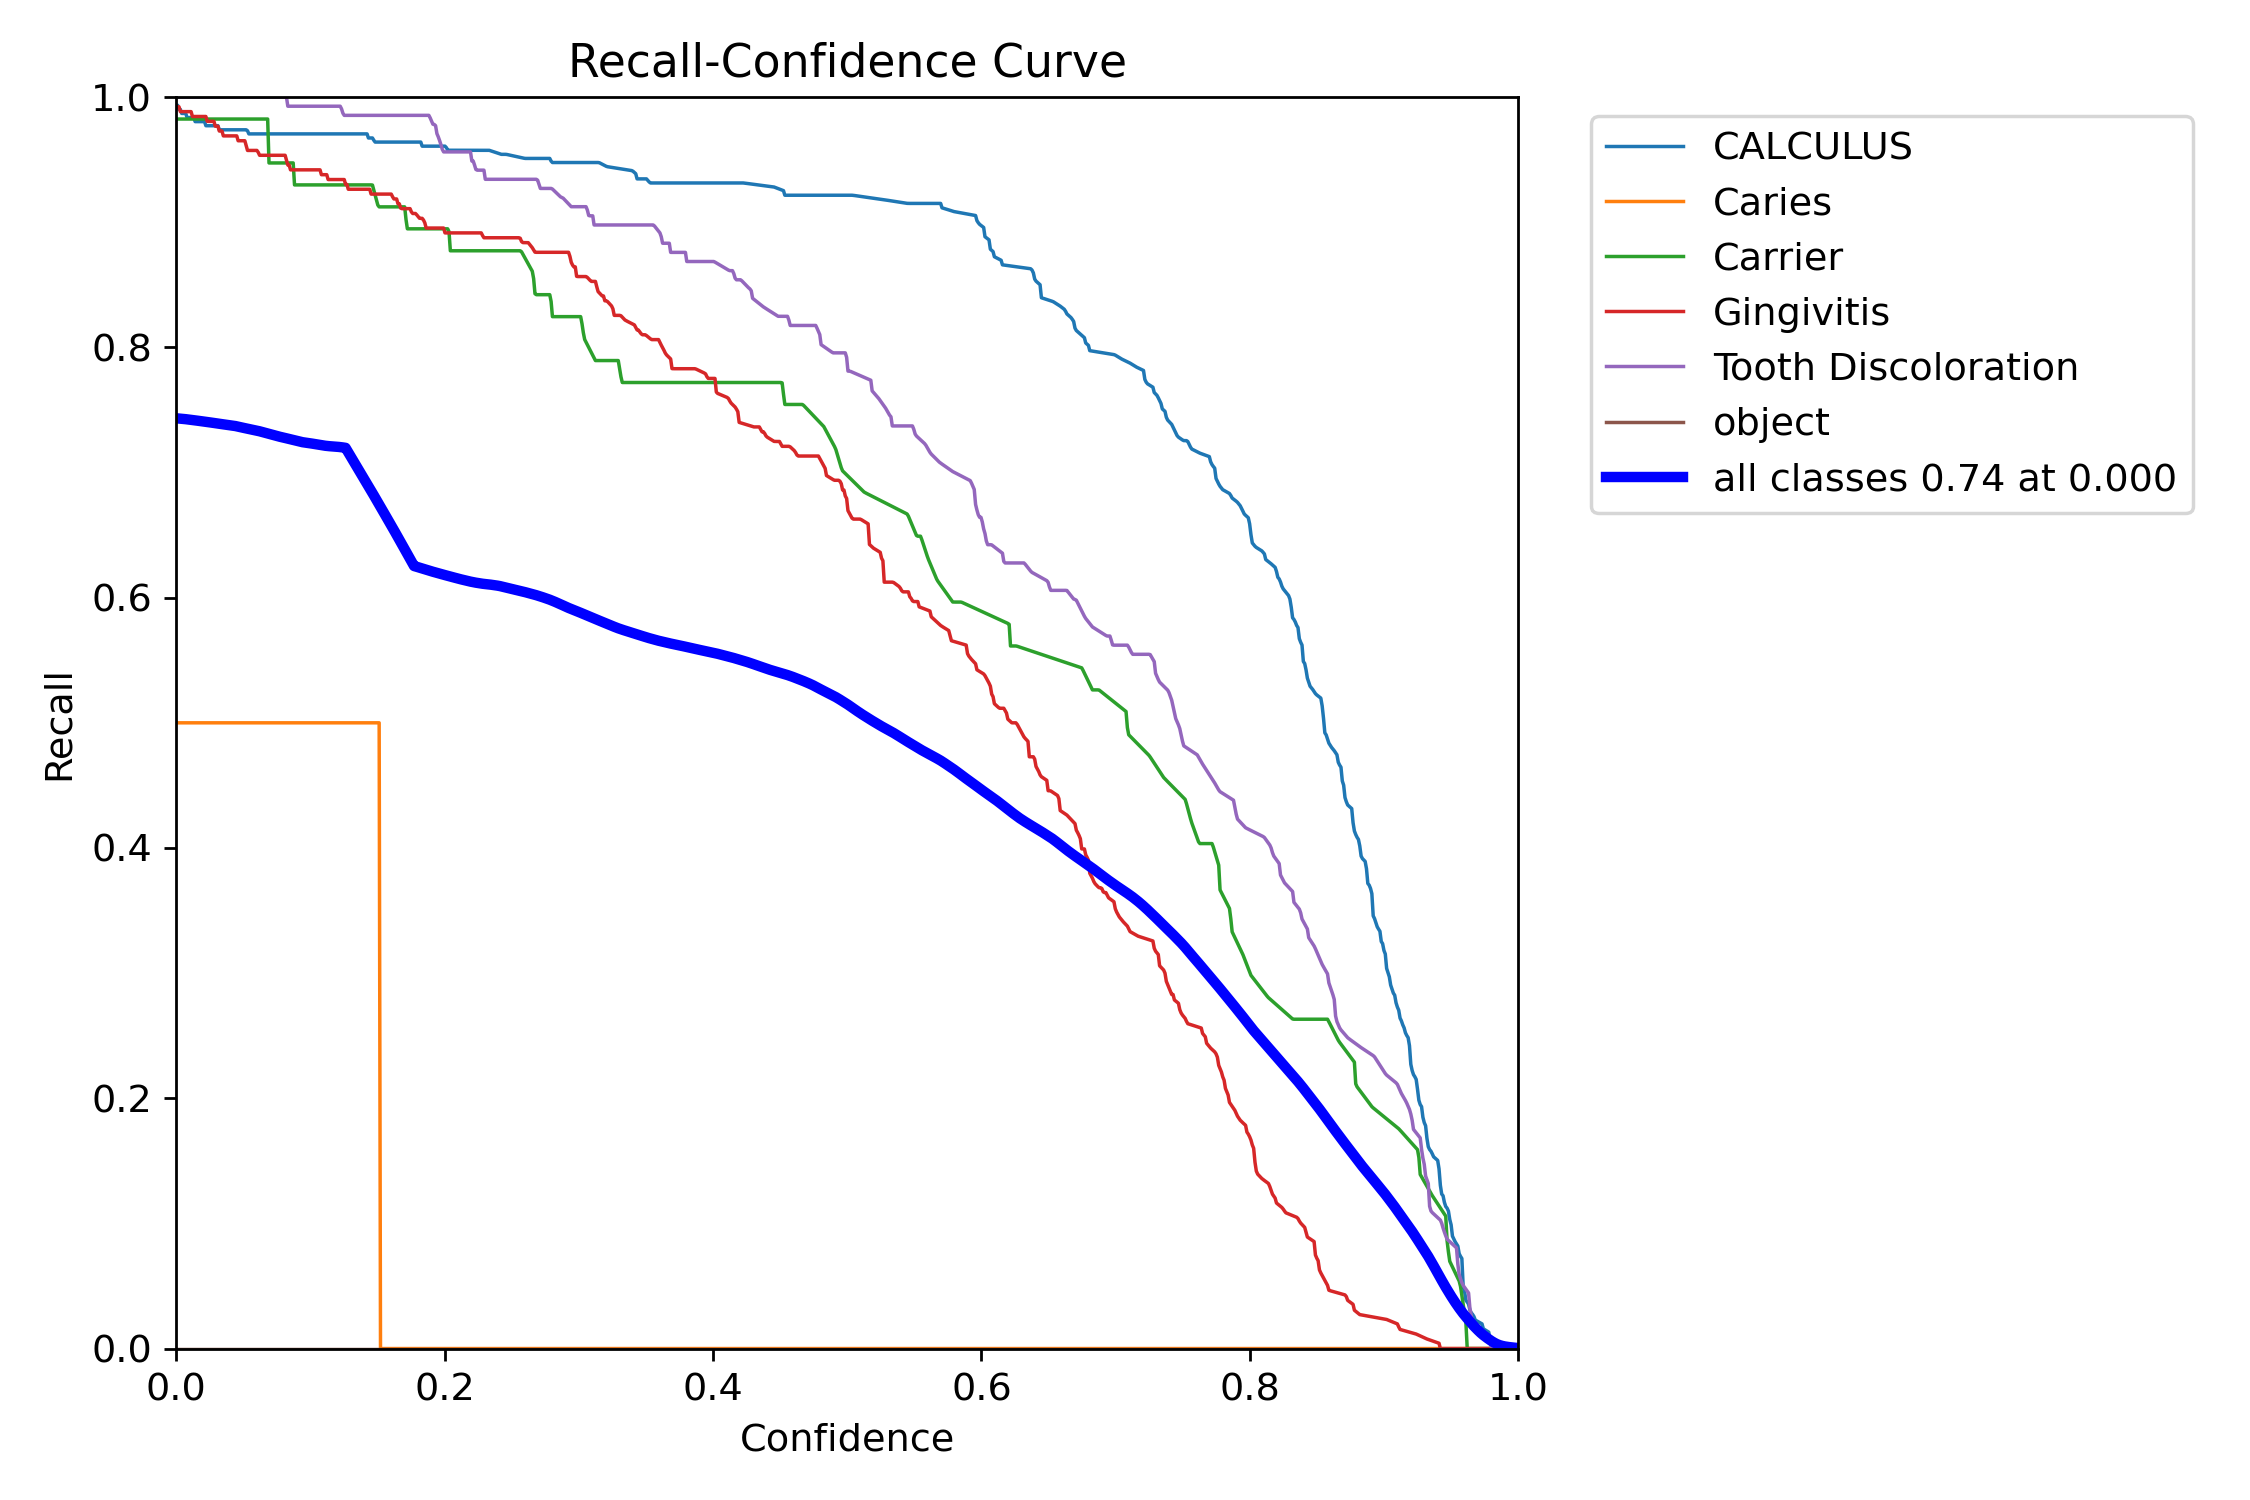 Recall-Confidence Curve
1.0
0.8
0.6
0.4
0.2
0.0
Recall
0.0 0.2 0.4 0.6 0.8 1.0
Confidence
CALCULUS
Caries
Carrier
Gingivitis
Tooth Discoloration
object
all classes 0.74 at 0.000